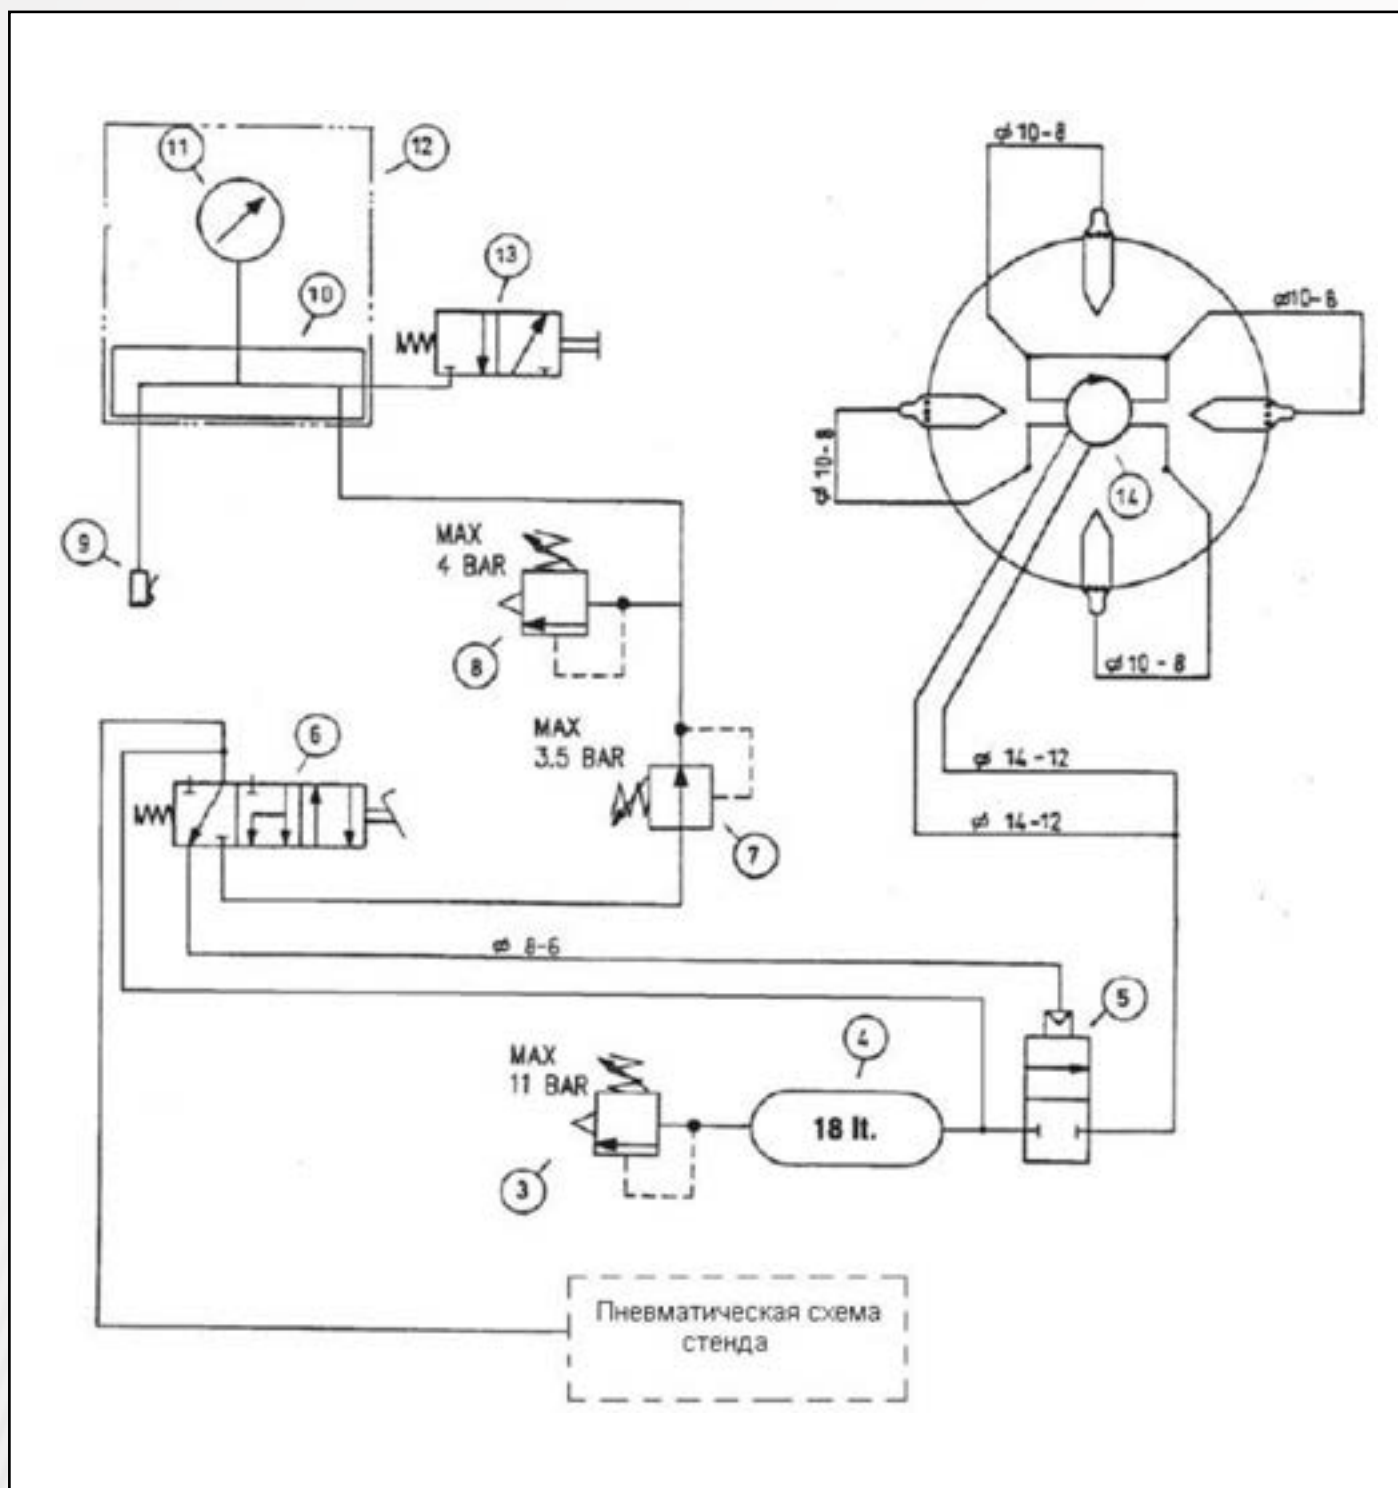 11
12
ø 10-8
13
10
ø10-8
ø 10-8
14
MAX
4 BAR
9
8
ø 10-8
6
MAX
3.5 BAR
ø 14-12
ø 14-12
7
ø 8-6
5
4
MAX
11 BAR
18 lt.
3
Пневматическая схема
стенда